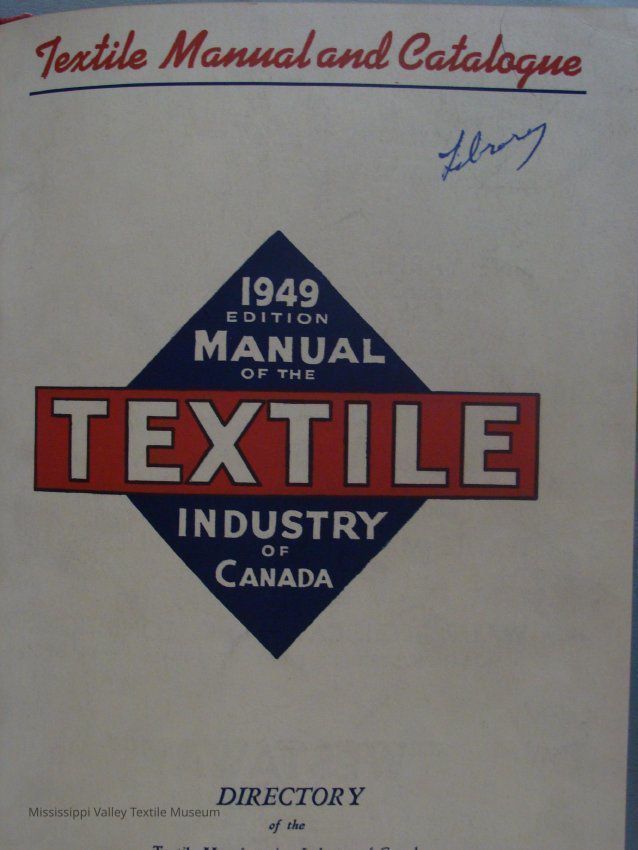 Textile Manual and Catalogue
Library
1949
EDITION
MANUAL
OF THE
TEXTILE
INDUSTRY
OF
CANADA
DIRECTORY
Mississippi Valley Textile Museum
of the